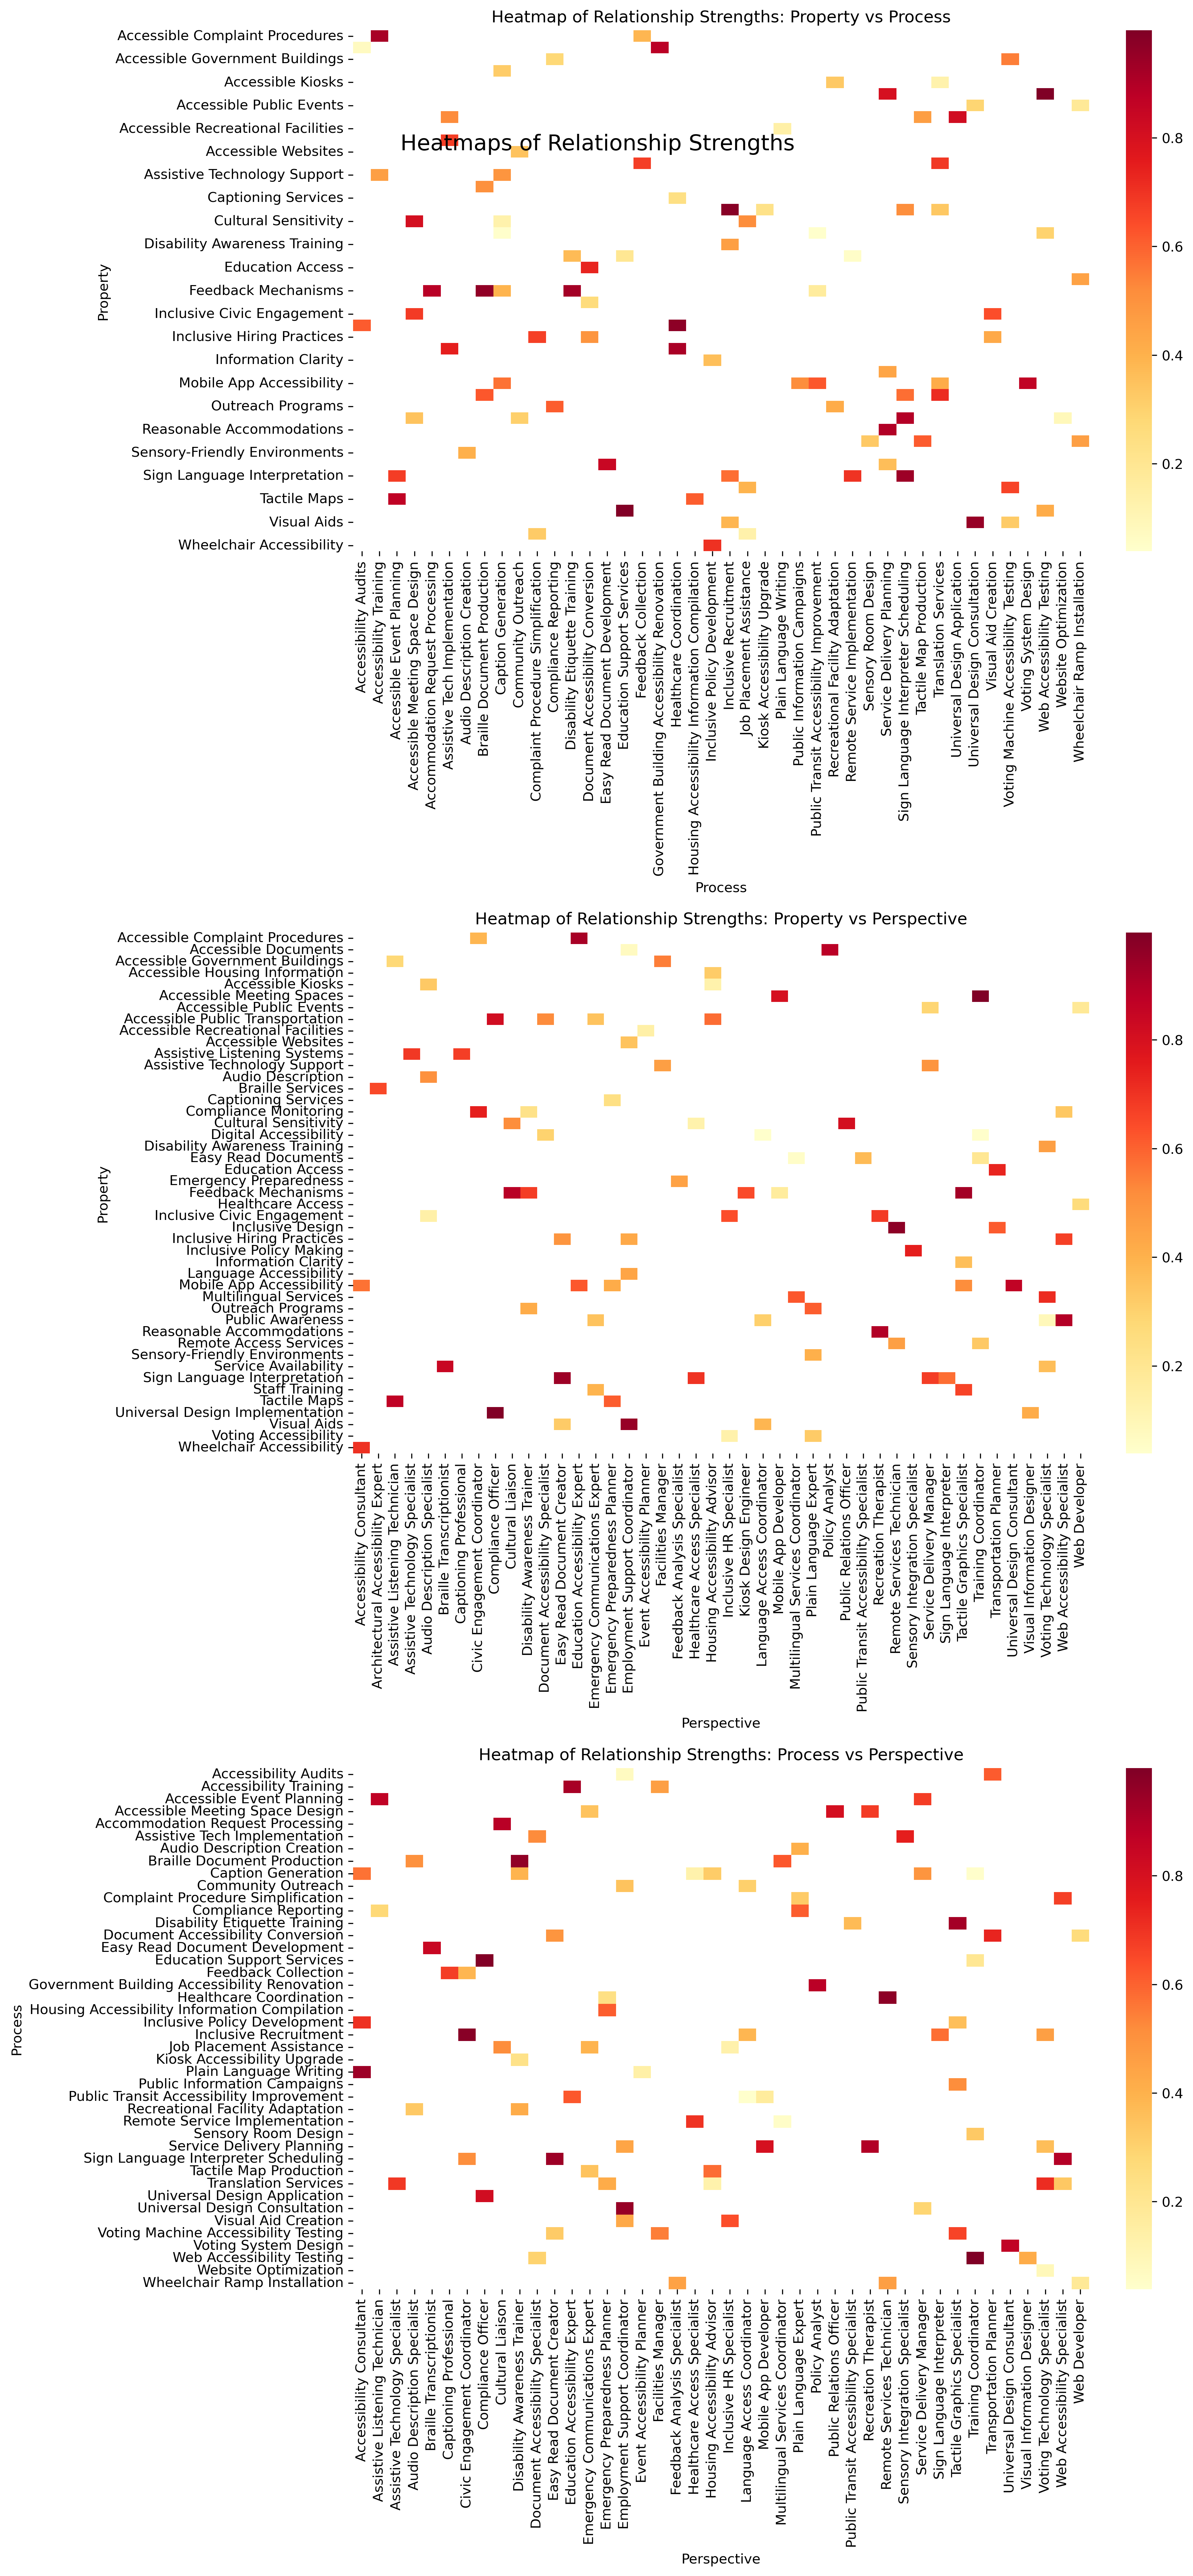 Heatmap of Relationship Strengths: Property vs Process
Heatmaps of Relationship Strengths
Property
Accessible Complaint Procedures
Accessible Government Buildings
Accessible Kiosks
Accessible Public Events
Accessible Recreational Facilities
Accessible Websites
Assistive Technology Support
Captioning Services
Cultural Sensitivity
Disability Awareness Training
Education Access
Feedback Mechanisms
Inclusive Civic Engagement
Inclusive Hiring Practices
Information Clarity
Mobile App Accessibility
Outreach Programs
Reasonable Accommodations
Sensory-Friendly Environments
Sign Language Interpretation
Tactile Maps
Visual Aids
Wheelchair Accessibility
0.8
0.6
0.4
0.2
Accessibility Audits
Accessibility Training
Accessible Event Planning
Accessible Meeting Space Design
Accommodation Request Processing
Assistive Tech Implementation
Audio Description Creation
Braille Document Production
Caption Generation
Community Outreach
Complaint Procedure Simplification
Compliance Reporting
Disability Etiquette Training
Document Accessibility Conversion
Easy Read Document Development
Education Support Services
Feedback Collection
Government Building Accessibility Renovation
Healthcare Coordination
Housing Accessibility Information Compilation
Inclusive Policy Development
Inclusive Recruitment
Job Placement Assistance
Kiosk Accessibility Upgrade
Plain Language Writing
Public Information Campaigns
Public Transit Accessibility Improvement
Recreational Facility Adaptation
Remote Service Implementation
Sensory Room Design
Service Delivery Planning
Sign Language Interpreter Scheduling
Tactile Map Production
Translation Services
Universal Design Application
Universal Design Consultation
Visual Aid Creation
Voting Machine Accessibility Testing
Voting System Design
Web Accessibility Testing
Website Optimization
Wheelchair Ramp Installation
Process
Heatmap of Relationship Strengths: Property vs Perspective
Property
Accessible Complaint Procedures
Accessible Documents
Accessible Government Buildings
Accessible Housing Information
Accessible Kiosks
Accessible Meeting Spaces
Accessible Public Events
Accessible Public Transportation
Accessible Recreational Facilities
Accessible Websites
Assistive Listening Systems
Assistive Technology Support
Audio Description
Braille Services
Captioning Services
Compliance Monitoring
Cultural Sensitivity
Digital Accessibility
Disability Awareness Training
Easy Read Documents
Education Access
Emergency Preparedness
Feedback Mechanisms
Healthcare Access
Inclusive Civic Engagement
Inclusive Design
Inclusive Hiring Practices
Inclusive Policy Making
Information Clarity
Language Accessibility
Mobile App Accessibility
Multilingual Services
Outreach Programs
Public Awareness
Reasonable Accommodations
Remote Access Services
Sensory-Friendly Environments
Service Availability
Sign Language Interpretation
Staff Training
Tactile Maps
Universal Design Implementation
Visual Aids
Voting Accessibility
Wheelchair Accessibility
0.8
0.6
0.4
0.2
Accessibility Consultant
Architectural Accessibility Expert
Assistive Listening Technician
Assistive Technology Specialist
Audio Description Specialist
Braille Transcriptionist
Captioning Professional
Civic Engagement Coordinator
Compliance Officer
Cultural Liaison
Disability Awareness Trainer
Document Accessibility Specialist
Easy Read Document Creator
Education Accessibility Expert
Emergency Communications Expert
Emergency Preparedness Planner
Employment Support Coordinator
Event Accessibility Planner
Facilities Manager
Feedback Analysis Specialist
Healthcare Access Specialist
Housing Accessibility Advisor
Inclusive HR Specialist
Kiosk Design Engineer
Language Access Coordinator
Mobile App Developer
Multilingual Services Coordinator
Plain Language Expert
Policy Analyst
Public Relations Officer
Public Transit Accessibility Specialist
Recreation Therapist
Remote Services Technician
Sensory Integration Specialist
Service Delivery Manager
Sign Language Interpreter
Tactile Graphics Specialist
Training Coordinator
Transportation Planner
Universal Design Consultant
Visual Information Designer
Voting Technology Specialist
Web Accessibility Specialist
Web Developer
Perspective
Heatmap of Relationship Strengths: Process vs Perspective
Process
Accessibility Audits
Accessibility Training
Accessible Event Planning
Accessible Meeting Space Design
Accommodation Request Processing
Assistive Tech Implementation
Audio Description Creation
Braille Document Production
Caption Generation
Community Outreach
Complaint Procedure Simplification
Compliance Reporting
Disability Etiquette Training
Document Accessibility Conversion
Easy Read Document Development
Education Support Services
Feedback Collection
Government Building Accessibility Renovation
Healthcare Coordination
Housing Accessibility Information Compilation
Inclusive Policy Development
Inclusive Recruitment
Job Placement Assistance
Kiosk Accessibility Upgrade
Plain Language Writing
Public Information Campaigns
Public Transit Accessibility Improvement
Recreational Facility Adaptation
Remote Service Implementation
Sensory Room Design
Service Delivery Planning
Sign Language Interpreter Scheduling
Tactile Map Production
Translation Services
Universal Design Application
Universal Design Consultation
Visual Aid Creation
Voting Machine Accessibility Testing
Voting System Design
Web Accessibility Testing
Website Optimization
Wheelchair Ramp Installation
0.8
0.6
0.4
0.2
Accessibility Consultant
Assistive Listening Technician
Assistive Technology Specialist
Audio Description Specialist
Braille Transcriptionist
Captioning Professional
Civic Engagement Coordinator
Compliance Officer
Cultural Liaison
Disability Awareness Trainer
Document Accessibility Specialist
Easy Read Document Creator
Education Accessibility Expert
Emergency Communications Expert
Emergency Preparedness Planner
Employment Support Coordinator
Event Accessibility Planner
Facilities Manager
Feedback Analysis Specialist
Healthcare Access Specialist
Housing Accessibility Advisor
Inclusive HR Specialist
Language Access Coordinator
Mobile App Developer
Multilingual Services Coordinator
Plain Language Expert
Policy Analyst
Public Relations Officer
Public Transit Accessibility Specialist
Recreation Therapist
Remote Services Technician
Sensory Integration Specialist
Service Delivery Manager
Sign Language Interpreter
Tactile Graphics Specialist
Training Coordinator
Transportation Planner
Universal Design Consultant
Visual Information Designer
Voting Technology Specialist
Web Accessibility Specialist
Web Developer
Perspective